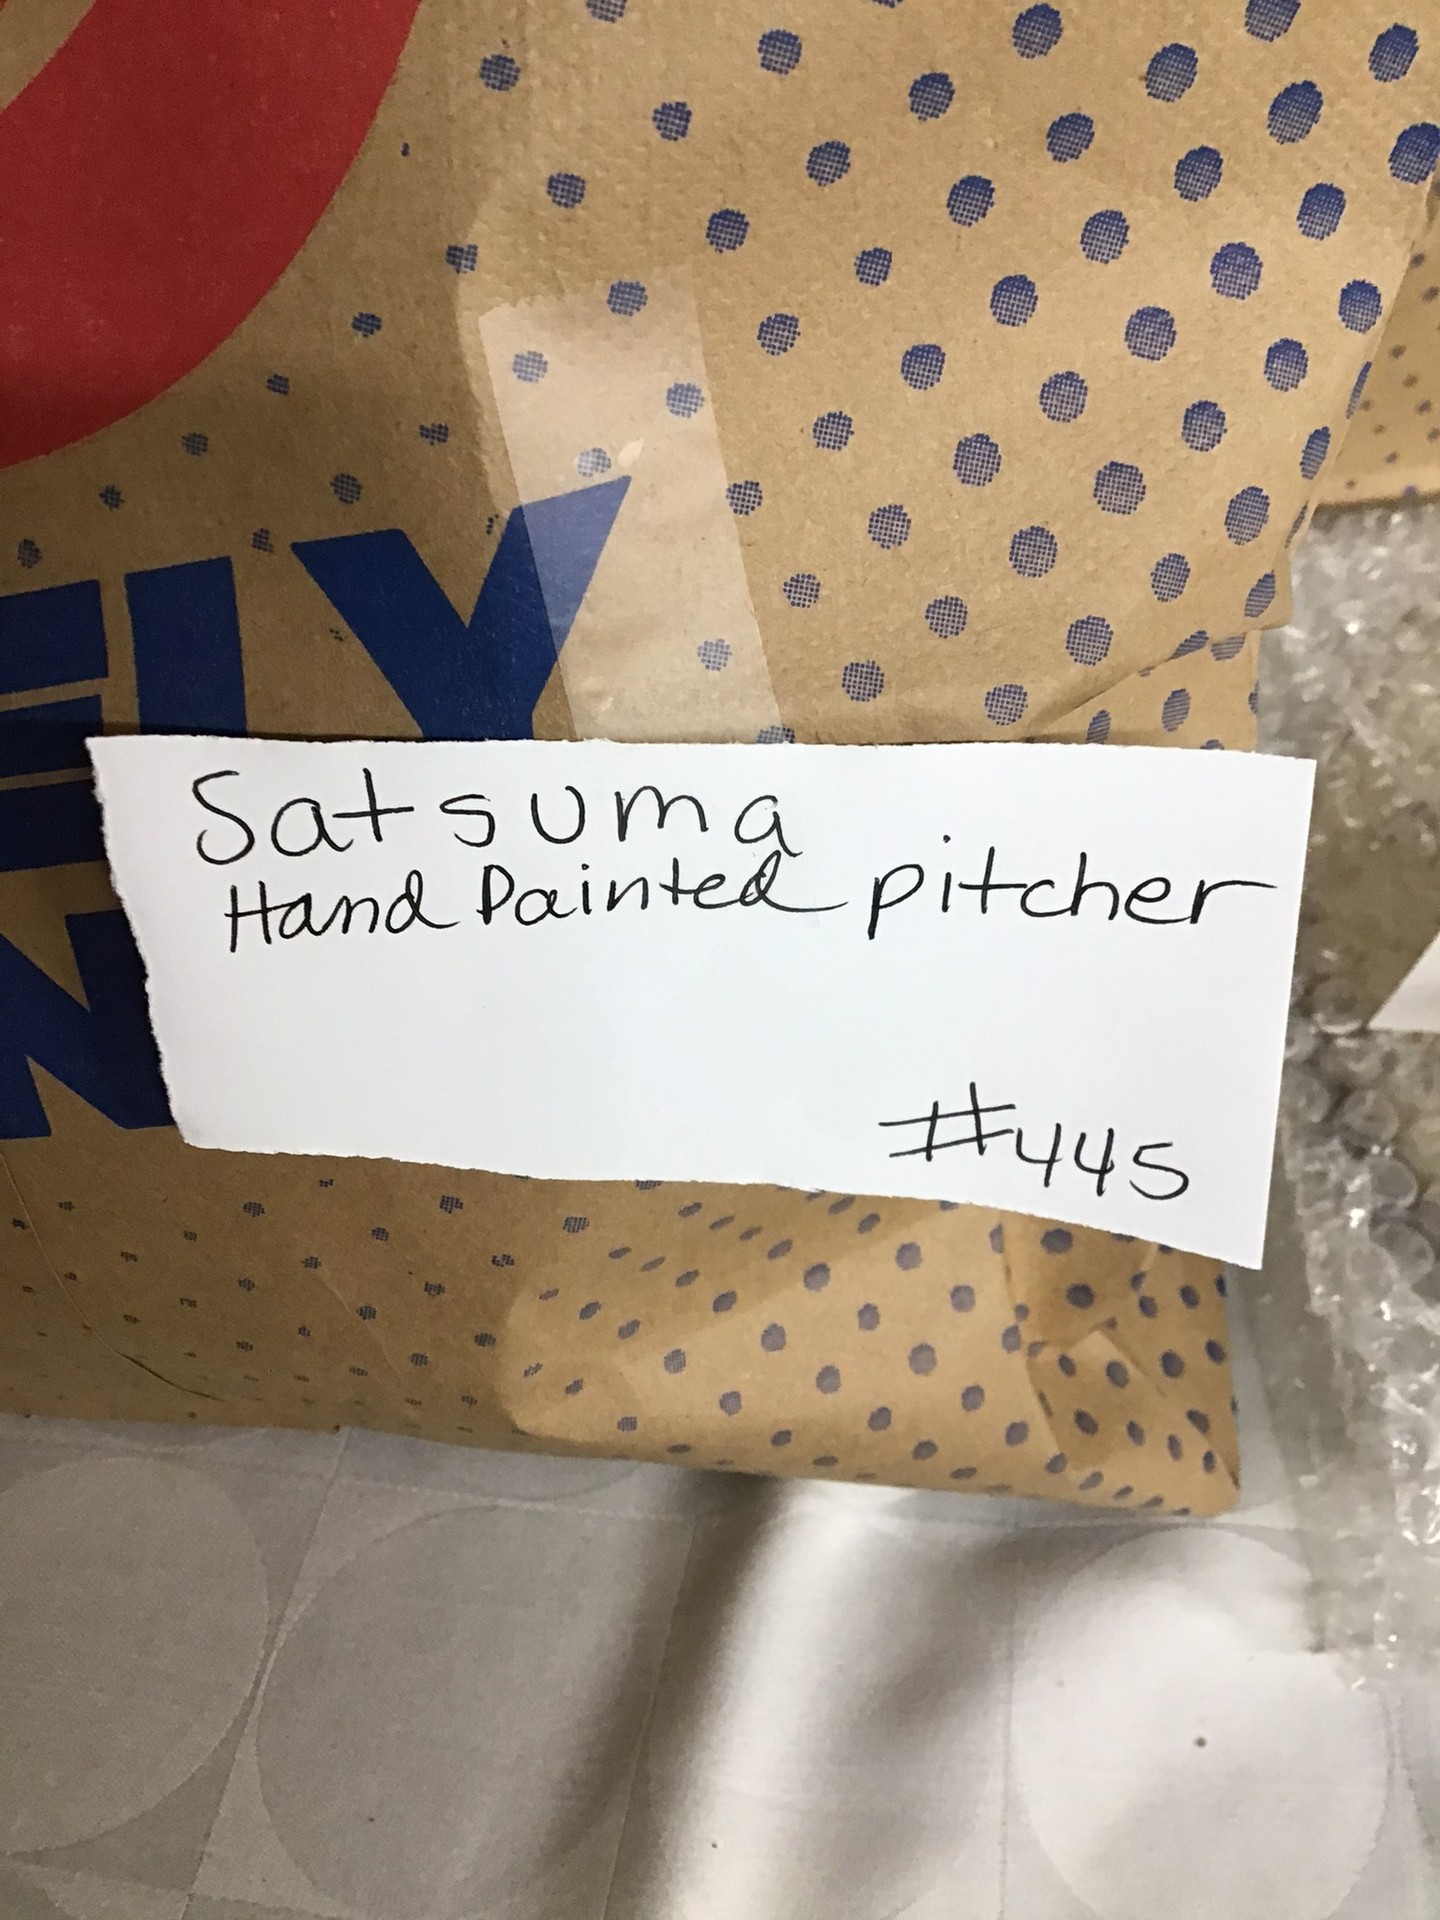 Satsuma
Hand Painted pitcher
#445